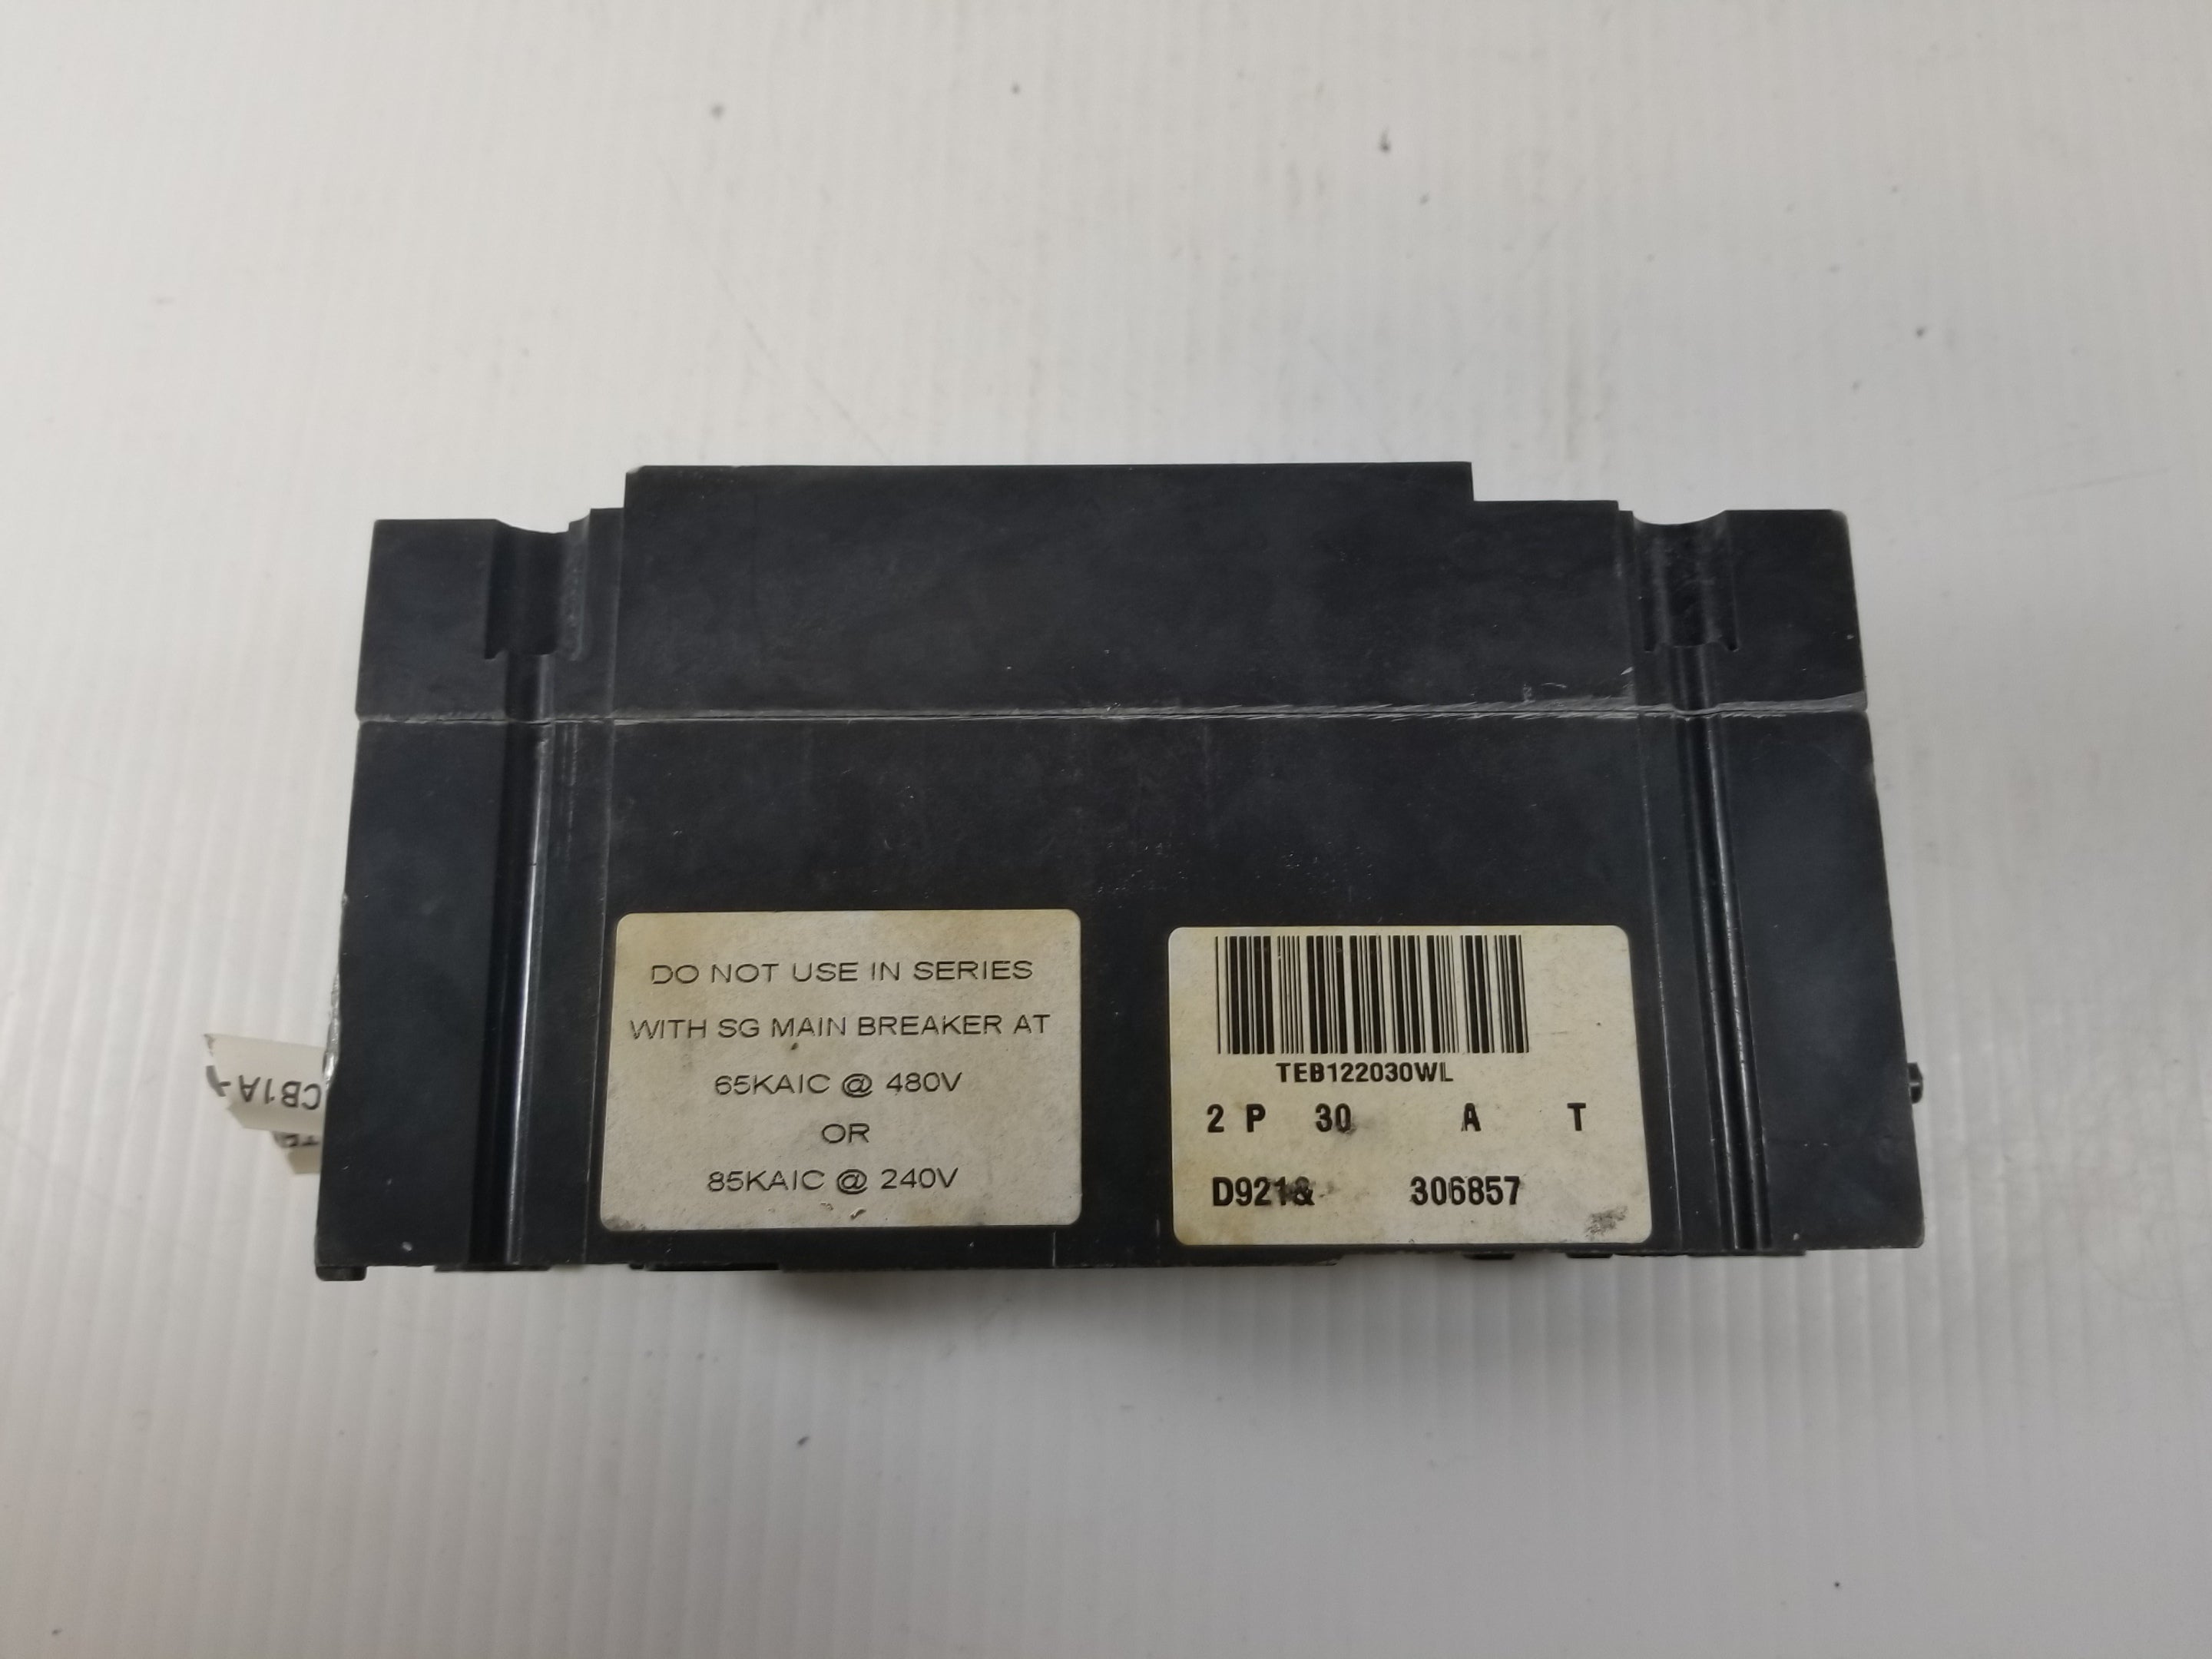 DO NOT USE IN SERIES
WITH SG MAIN BREAKER AT
65KAIC @ 480V
OR
85KAIC @ 240V
TEB122030WL
2 P 30 A T
D921& 306857
CB1A